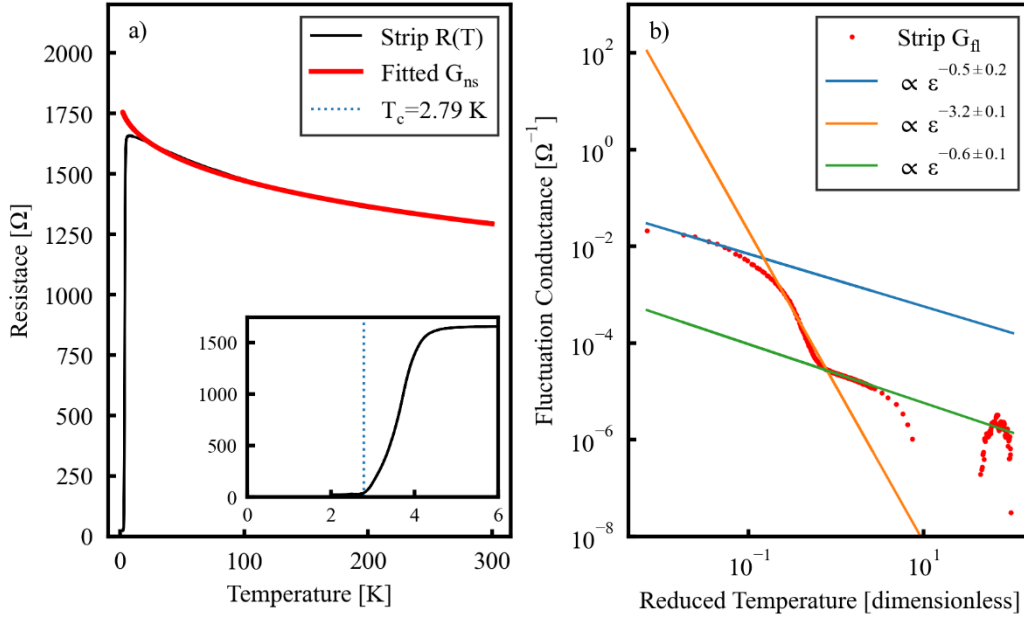 a)
Strip R(T)
Fitted G_ns
T_c=2.79 K
2000
1750
1500
1250
1000
750
500
250
0
Resistace [Ω]
1500
1000
500
0
0 2 4 6
0 100 200 300
Temperature [K]
b)
Strip G_fl
∝ ε^−0.5±0.2
∝ ε^−3.2±0.1
∝ ε^−0.6±0.1
10^2
10^0
10^−2
10^−4
10^−6
10^−8
Fluctuation Conductance [Ω^−1]
10^−1 10^1
Reduced Temperature [dimensionless]